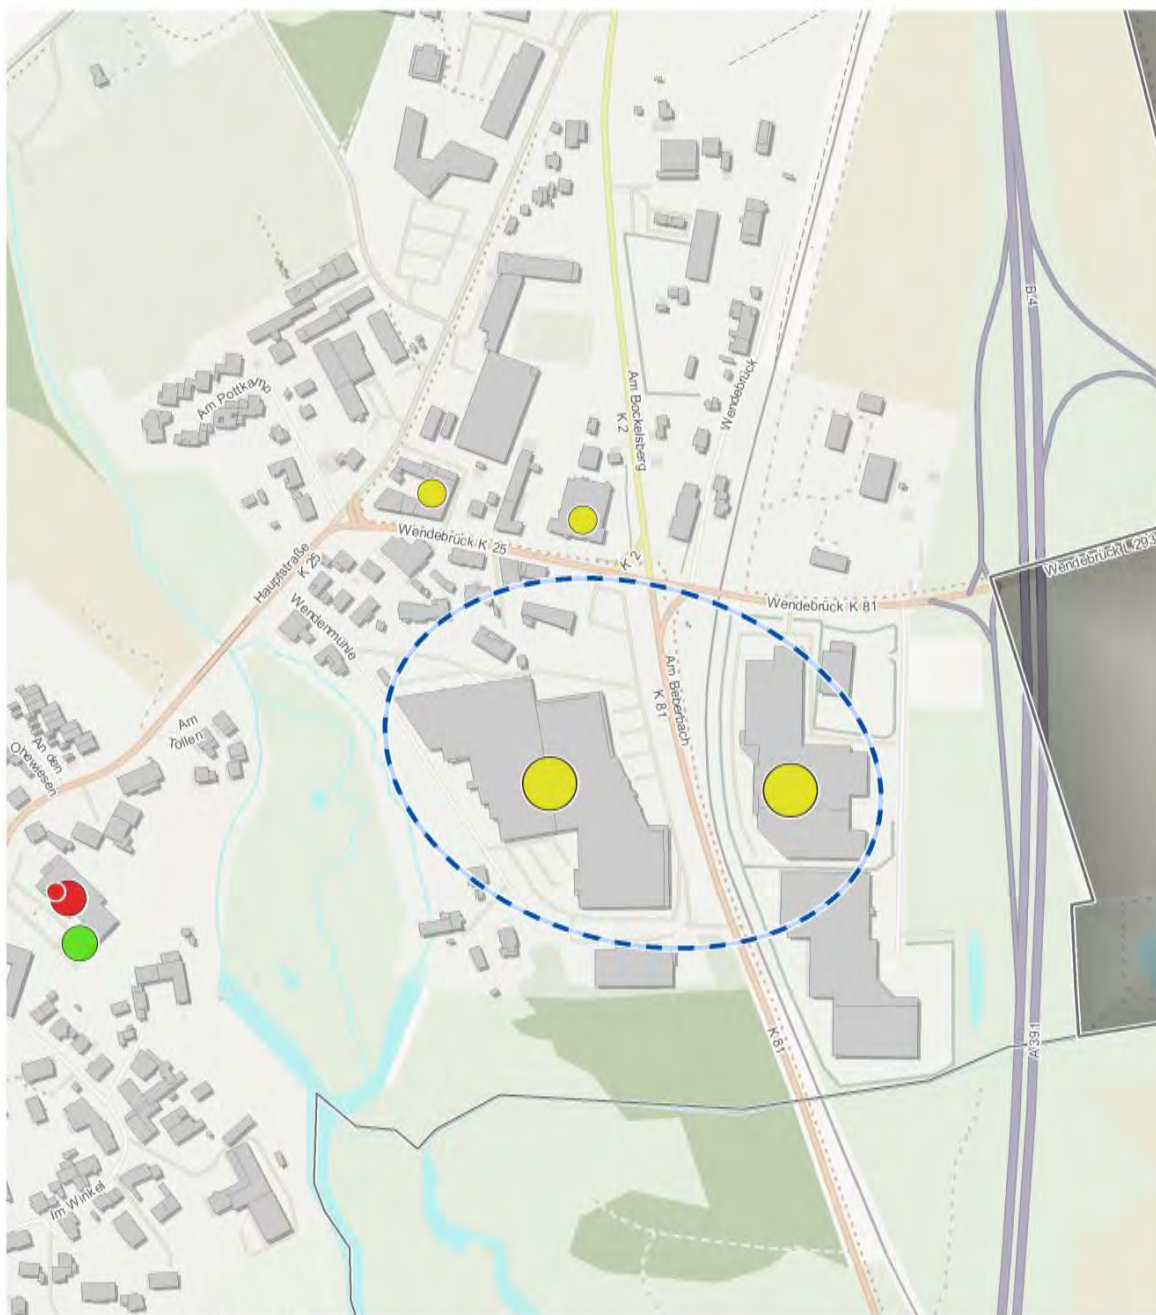 B 4
Am Pottkamp
Am Bockelsberg
K 2
Wendebrück
Wendebrück K 25
K 2
Hauptstraße
K 25
Wendebrück L 293
Wendebrück K 81
Wendenmühle
Am Beberbach
K 81
Am
Tollen
An den
Ohewiesen
K 81
A 391
Im Winkel